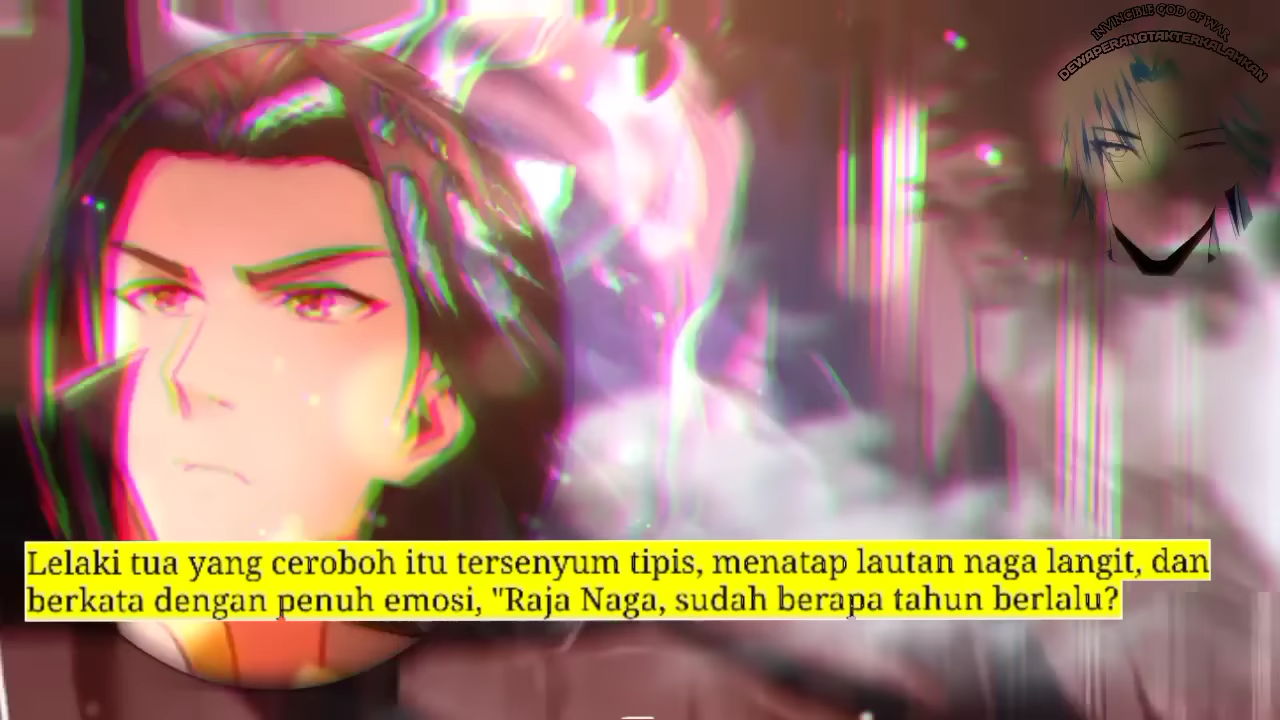 INVINCIBLE GOD OF WAR
DEWAPERANGTAKTERKALAHKAN
Lelaki tua yang ceroboh itu tersenyum tipis, menatap lautan naga langit, dan
berkata dengan penuh emosi, "Raja Naga, sudah berapa tahun berlalu?